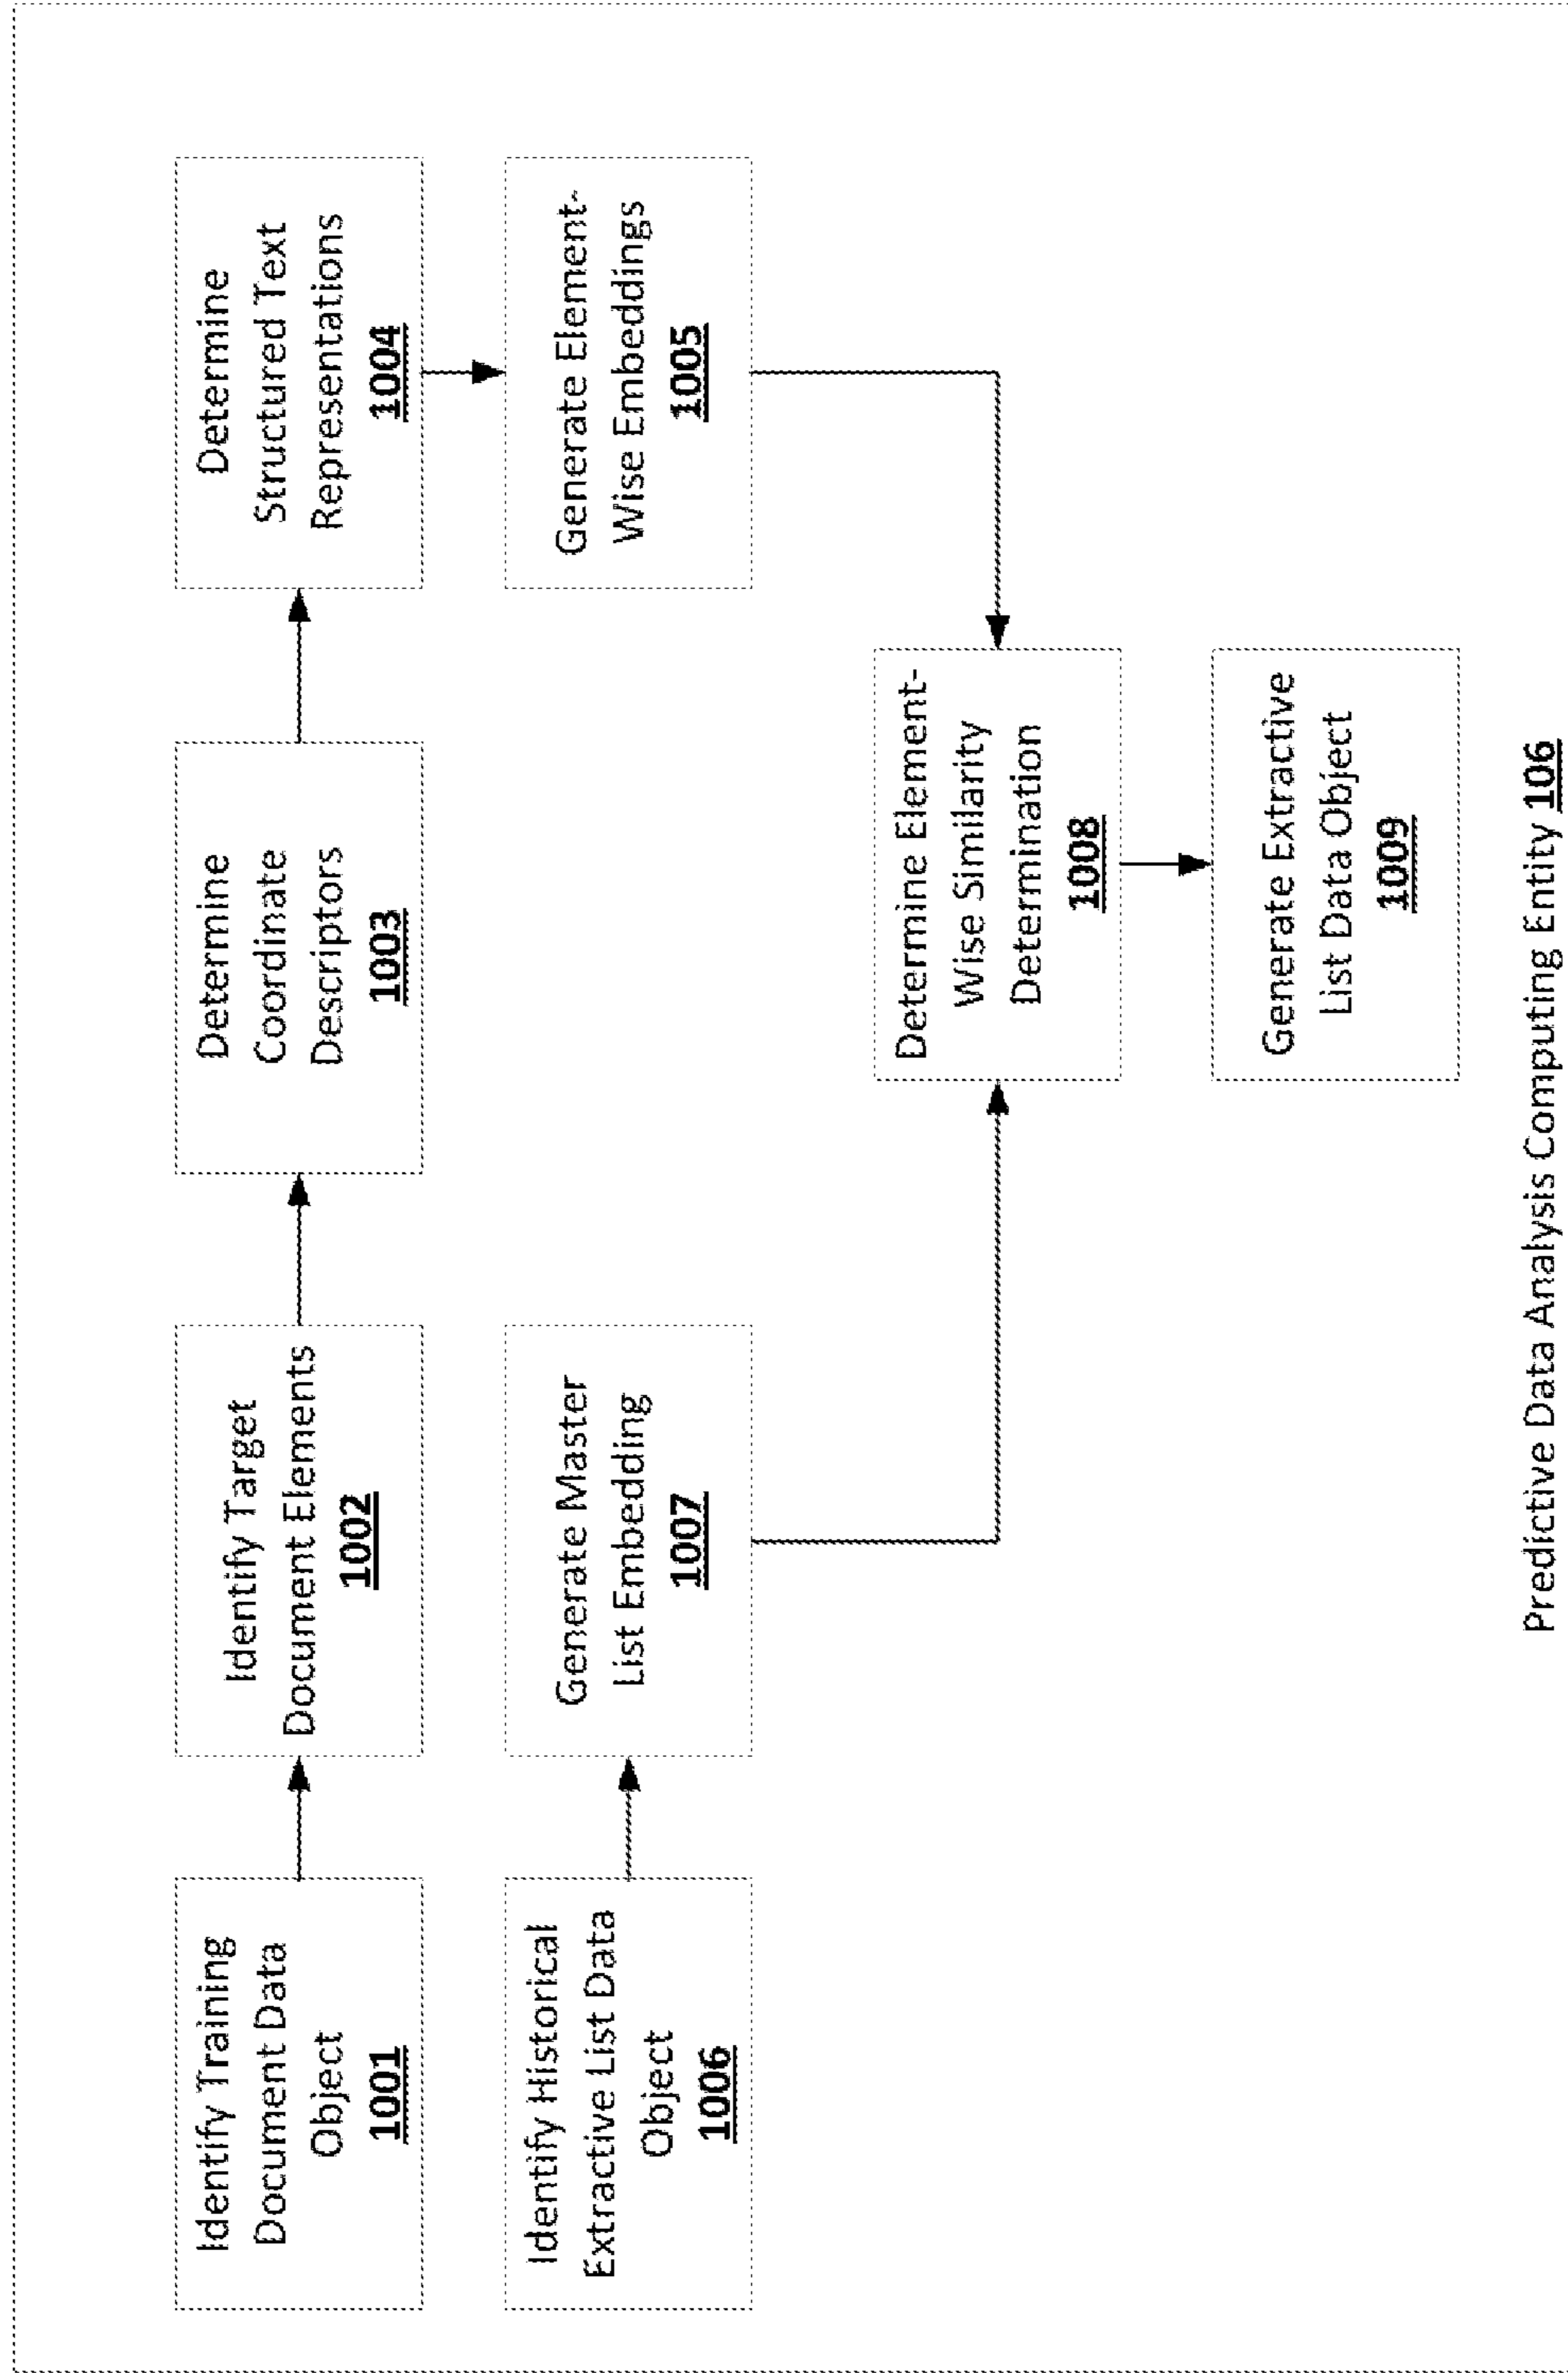 Identify Training
Document Data
Object
1001
Identify Target
Document Elements
1002
Determine
Coordinate
Descriptors
1003
Determine
Structured Text
Representations
1004
Generate Element-
Wise Embeddings
1005
Identify Historical
Extractive List Data
Object
1006
Generate Master
List Embedding
1007
Determine Element-
Wise Similarity
Determination
1008
Generate Extractive
List Data Object
1009
Predictive Data Analysis Computing Entity 106